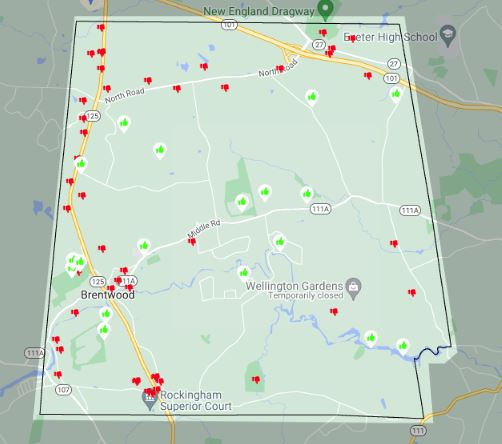 New England Dragway
101
27
Exeter High School
27
101
North Road
North Road
125
111A
111A
Middle Rd
125
111A
Wellington Gardens
Temporarily closed
Brentwood
111A
107
Rockingham
Superior Court
111